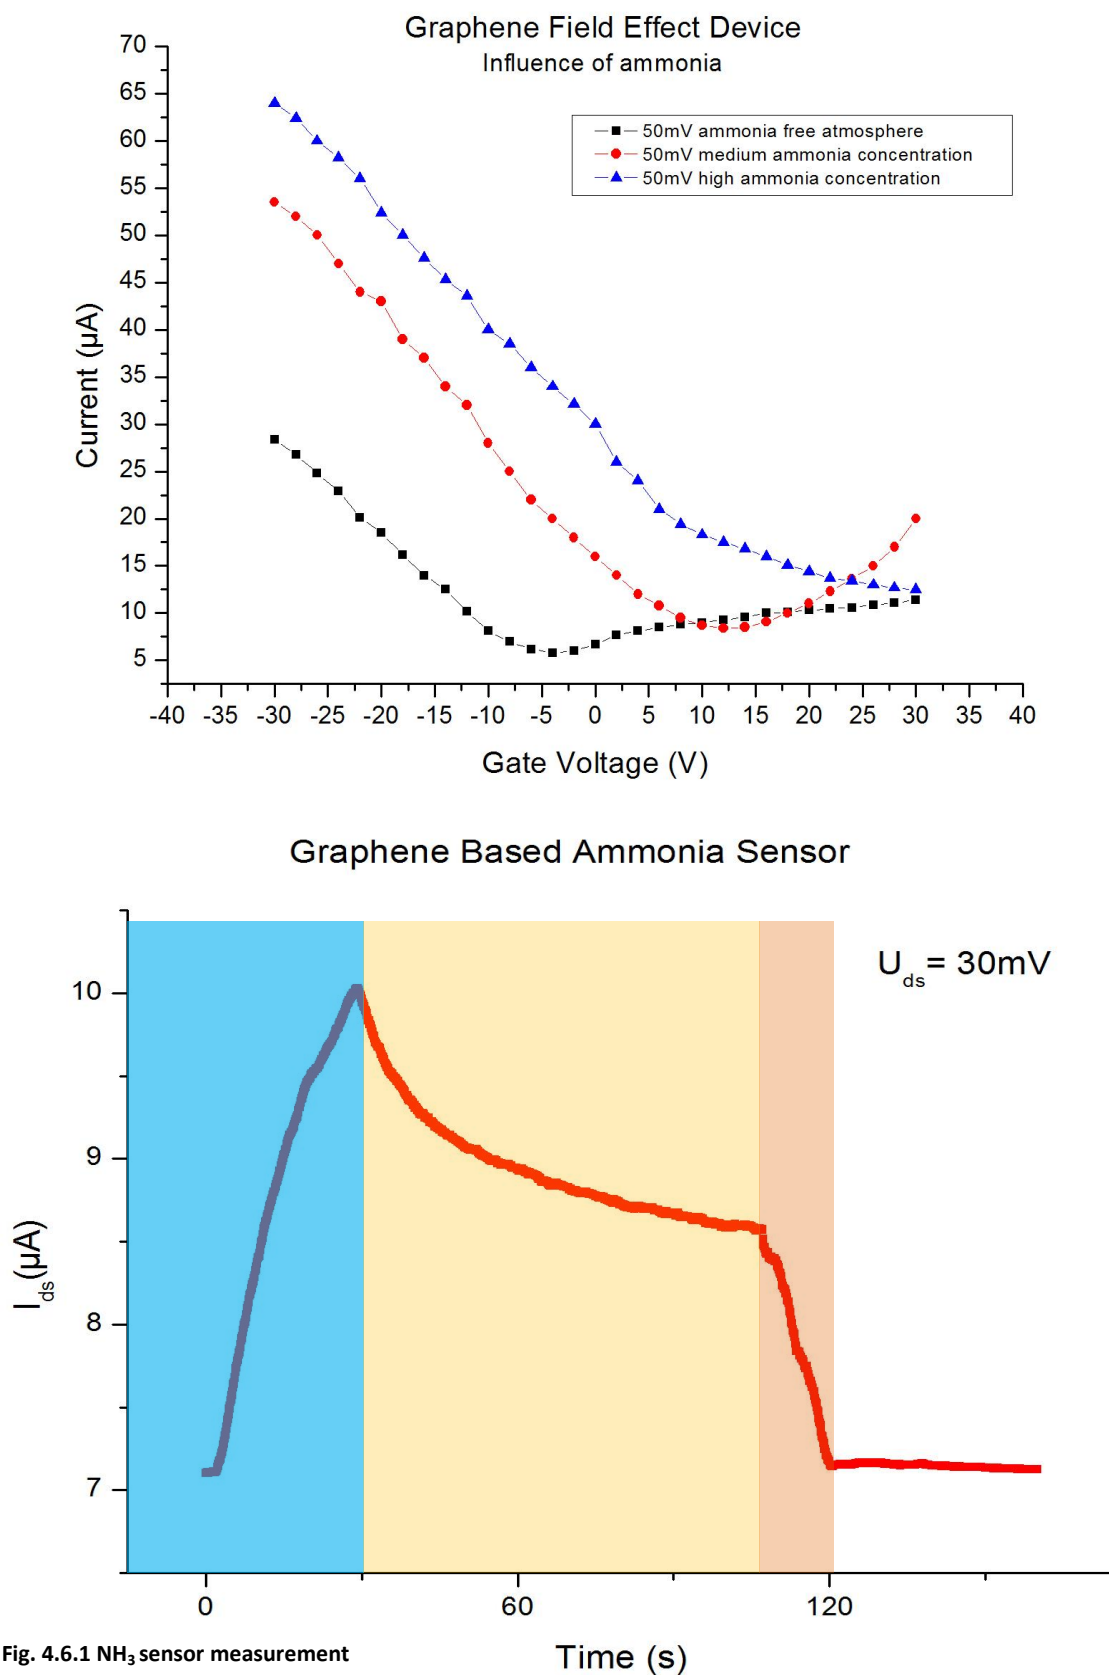 Graphene Field Effect Device
Influence of ammonia
50mV ammonia free atmosphere
50mV medium ammonia concentration
50mV high ammonia concentration
70
65
60
55
50
45
40
35
30
25
20
15
10
5
Current (µA)
-40 -35 -30 -25 -20 -15 -10 -5 0 5 10 15 20 25 30 35 40
Gate Voltage (V)
Graphene Based Ammonia Sensor
U_ds = 30mV
10
9
8
7
I_ds (µA)
0 60 120
Time (s)
Fig. 4.6.1 NH₃ sensor measurement